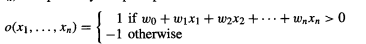 o(x1, . . . , xn) = { 1 if w0 + w1x1 + w2x2 + · · · + wnxn > 0
−1 otherwise